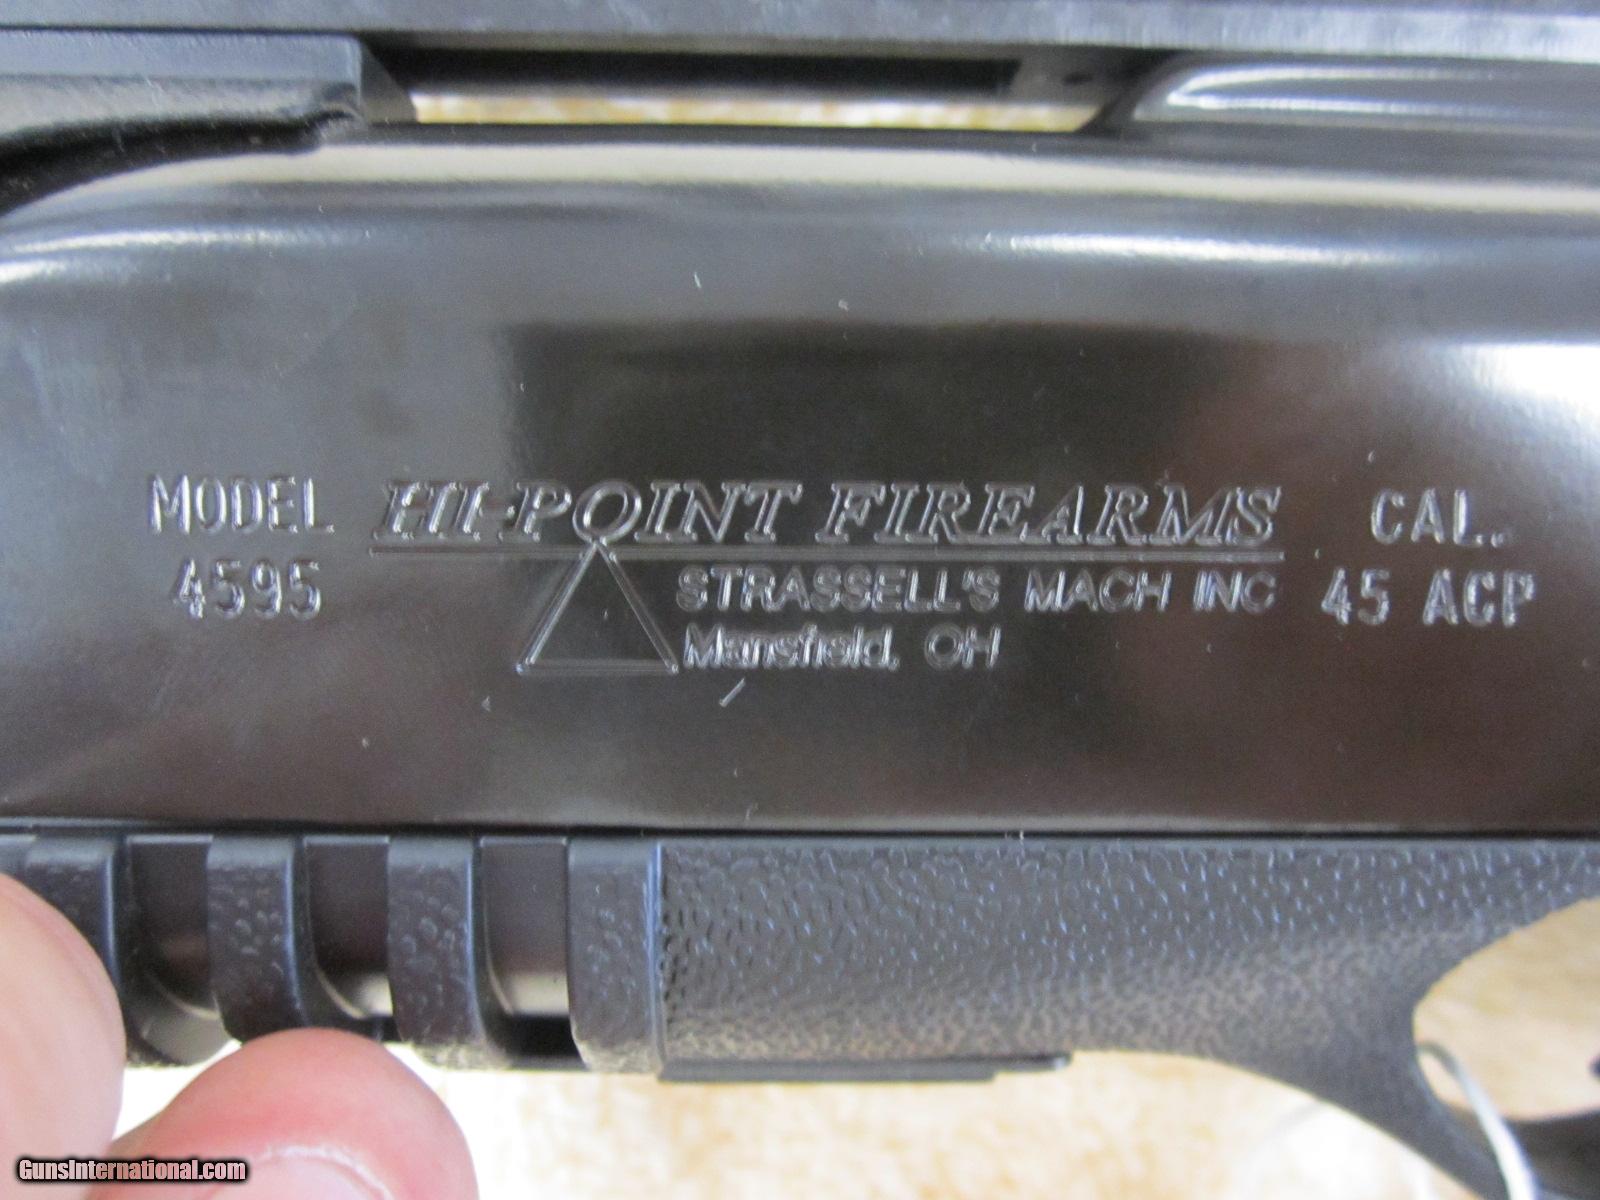 MODEL HI-POINT FIREARMS CAL.
4595 STRASSELL'S MACH INC 45 ACP
Mansfield, OH
GunsInternational.com